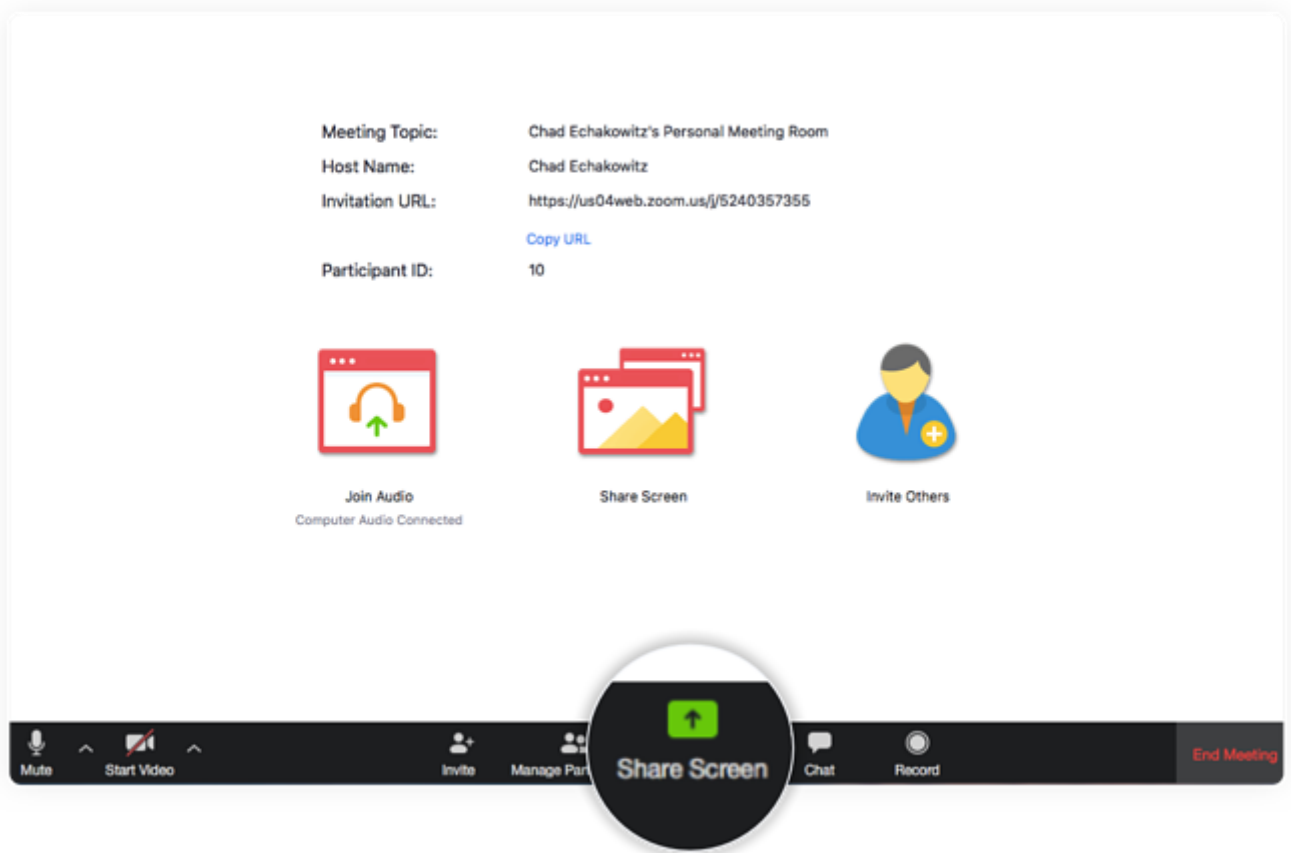 Meeting Topic: Chad Echakowitz's Personal Meeting Room
Host Name: Chad Echakowitz
Invitation URL: https://us04web.zoom.us/j/5240357355
Copy URL
Participant ID: 10
Join Audio Share Screen Invite Others
Computer Audio Connected
Mute Start Video Invite Manage Par Share Screen Chat Record End Meeting